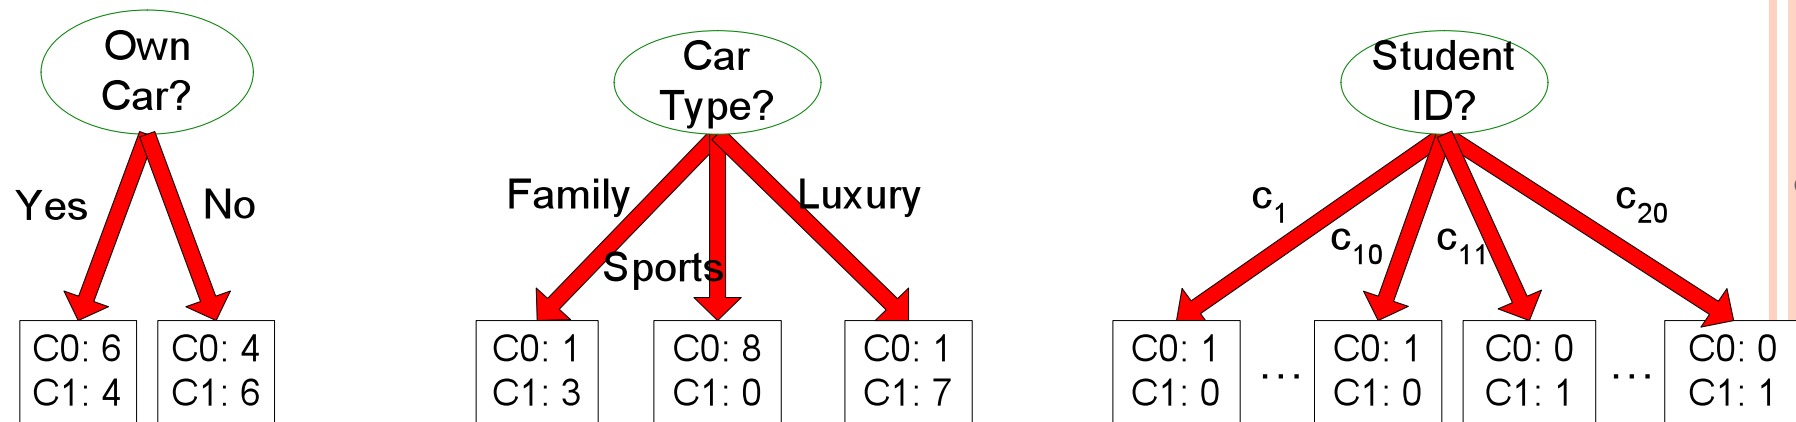 Own
Car?
Yes
No
C0: 6
C1: 4
C0: 4
C1: 6
Car
Type?
Family
Sports
Luxury
C0: 1
C1: 3
C0: 8
C1: 0
C0: 1
C1: 7
Student
ID?
c1
c10
c11
c20
C0: 1
C1: 0
...
C0: 1
C1: 0
C0: 0
C1: 1
...
C0: 0
C1: 1